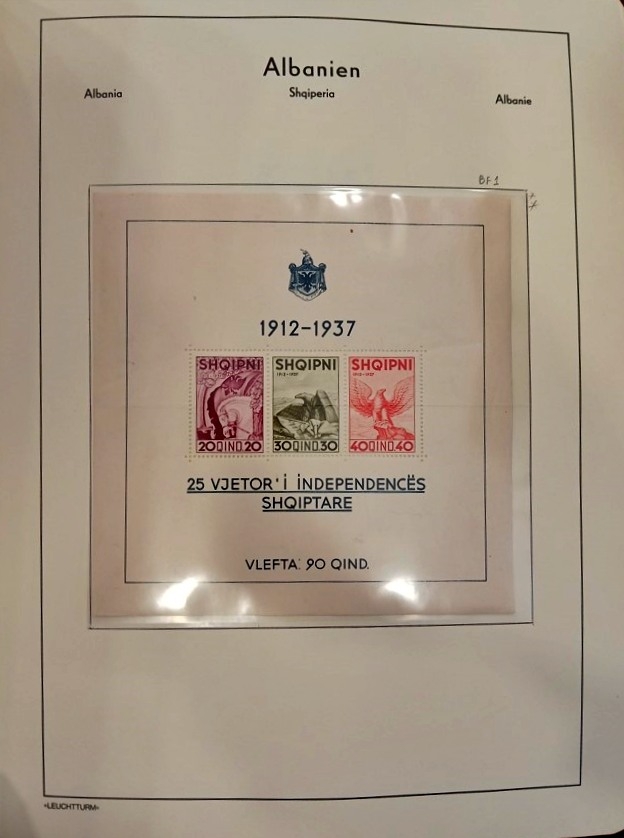 Albanien
Albania Shqiperia Albanie
BF1
**
1912-1937
SHQIPNI SHQIPNI SHQIPNI
1912-1937 1912-1937
20 QIND. 20 30 QIND. 30 40 QIND. 40
25 VJETOR'I İNDEPENDENCËS
SHQIPTARE
VLEFTA: 90 QIND.
»LEUCHTTURM«